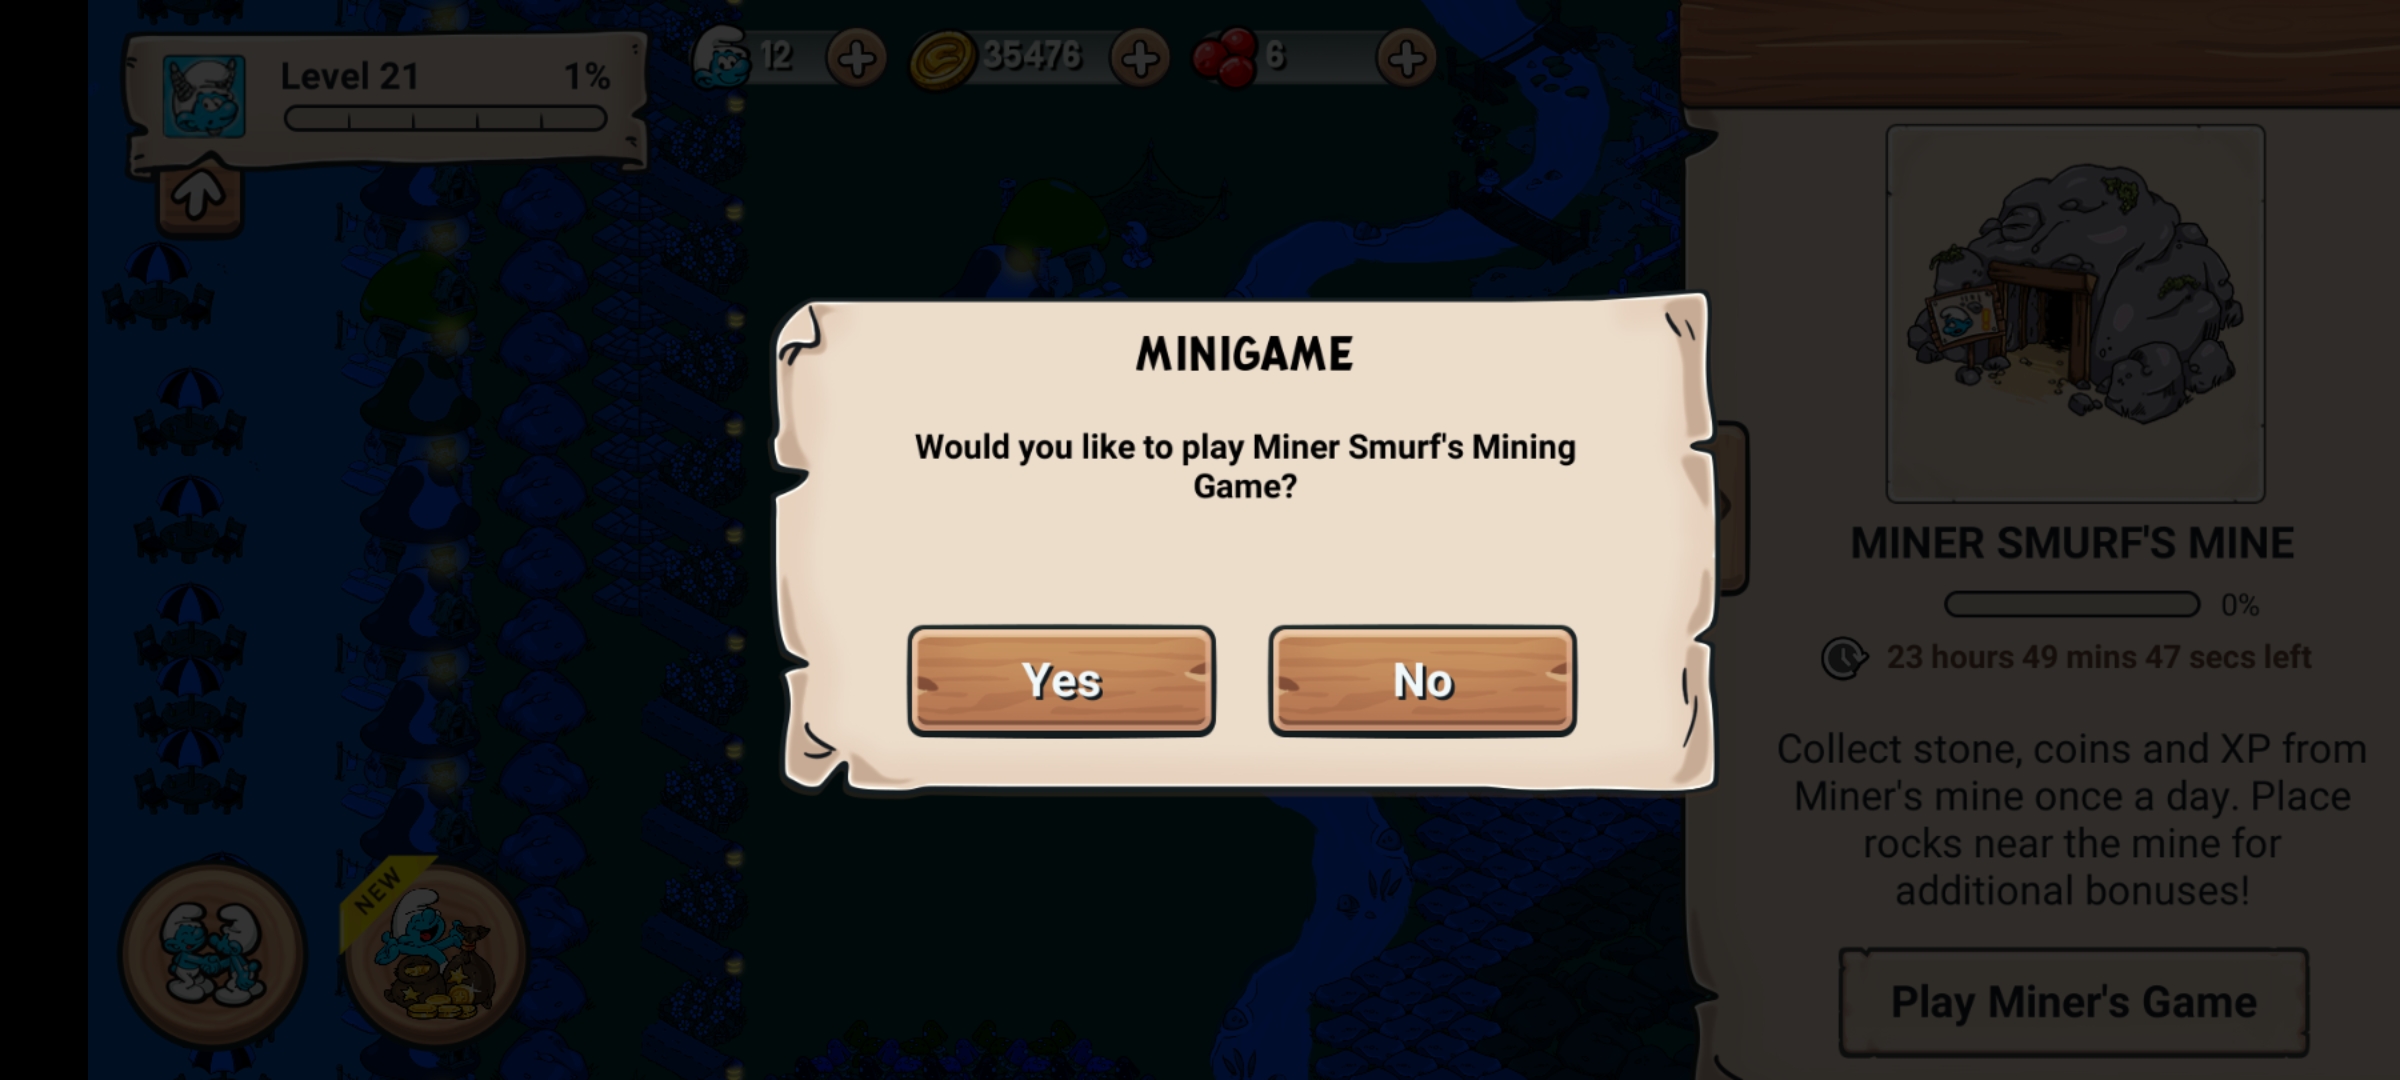 Level 21 1%
12
35476
6
MINIGAME
Would you like to play Miner Smurf's Mining
Game?
Yes
No
NEW
MINER SMURF'S MINE
0%
23 hours 49 mins 47 secs left
Collect stone, coins and XP from
Miner's mine once a day. Place
rocks near the mine for
additional bonuses!
Play Miner's Game